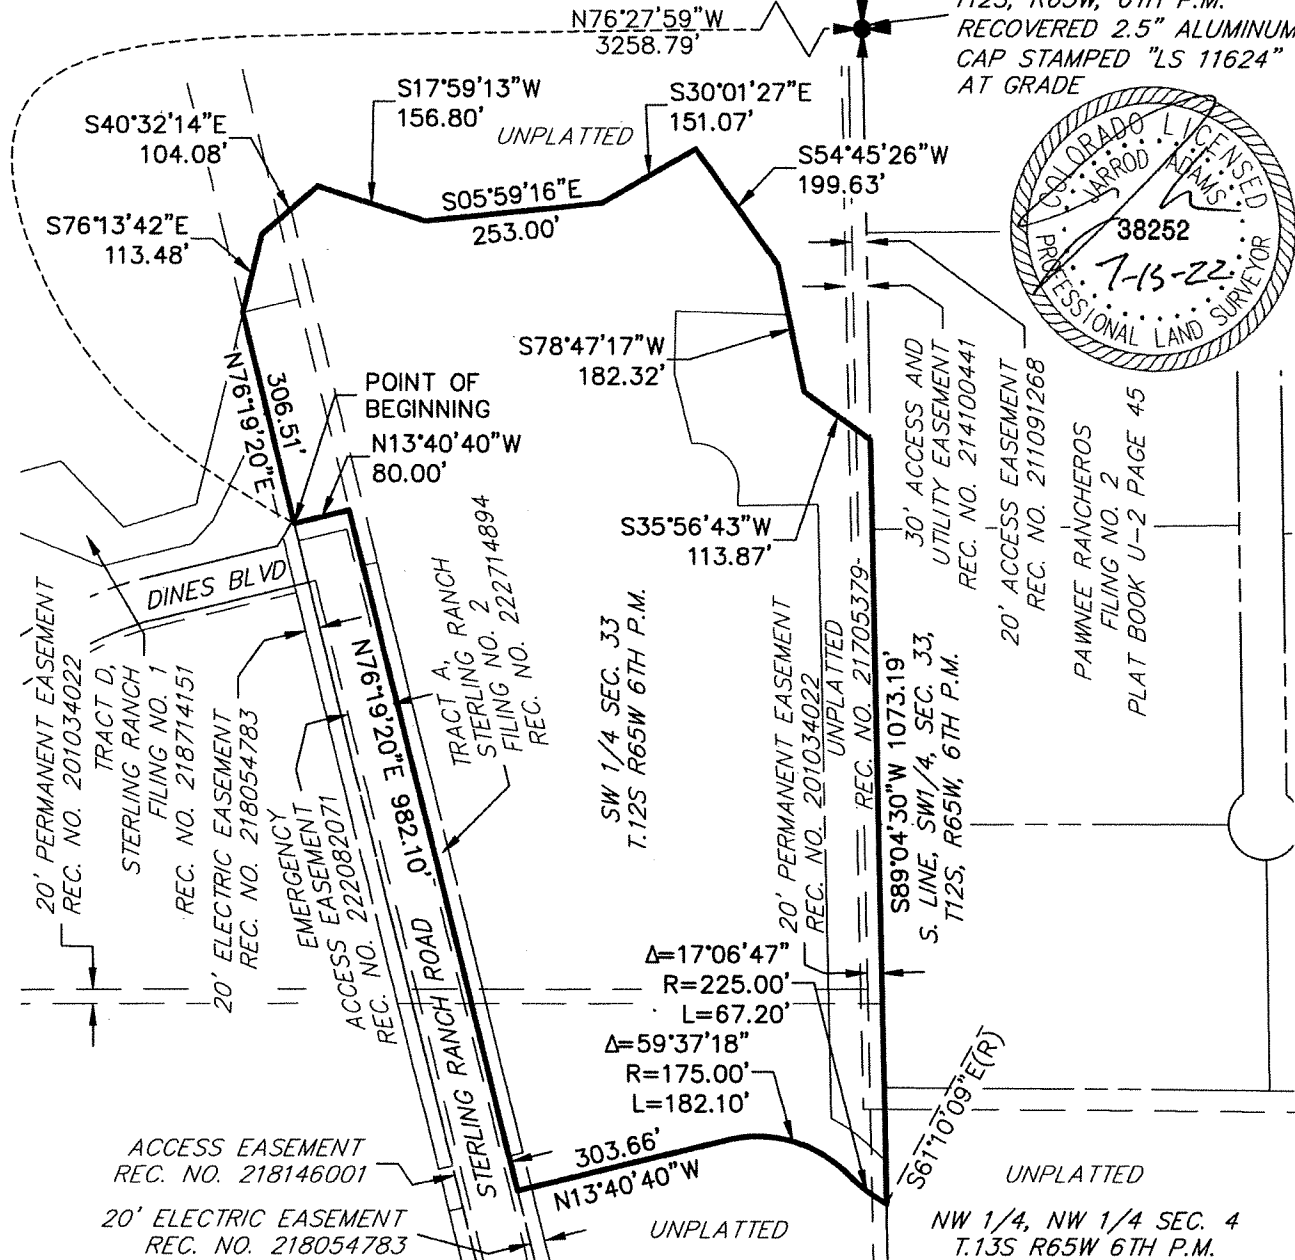 T12S, R65W, 6TH P.M.
RECOVERED 2.5" ALUMINUM
CAP STAMPED "LS 11624"
AT GRADE
N76°27'59"W
3258.79'
S17°59'13"W
156.80'
UNPLATTED
S30°01'27"E
151.07'
S40°32'14"E
104.08'
S54°45'26"W
199.63'
S05°59'16"E
253.00'
S76°13'42"E
113.48'
COLORADO LICENSED
JARROD ADAMS
38252
7-15-22
PROFESSIONAL LAND SURVEYOR
S78°47'17"W
182.32'
306.51'
N76°19'20"E
POINT OF
BEGINNING
N13°40'40"W
80.00'
S35°56'43"W
113.87'
30' ACCESS AND
UTILITY EASEMENT
REC. NO. 214100441
20' ACCESS EASEMENT
REC. NO. 211091268
PAWNEE RANCHEROS
FILING NO. 2
PLAT BOOK U-2 PAGE 45
DINES BLVD
20' PERMANENT EASEMENT
REC. NO. 201034022
TRACT D,
STERLING RANCH
FILING NO. 1
REC. NO. 218714151
20' ELECTRIC EASEMENT
REC. NO. 218054783
EMERGENCY
ACCESS EASEMENT
REC. NO. 222082071
N76°19'20"E 982.10'
TRACT A,
STERLING RANCH
FILING NO. 2
REC. NO. 222714894
SW 1/4 SEC. 33
T.12S R65W 6TH P.M.
20' PERMANENT EASEMENT
REC. NO. 201034022
UNPLATTED
REC. NO. 217053797
S89°04'30"W 1073.19'
S. LINE, SW1/4, SEC. 33,
T12S, R65W, 6TH P.M.
STERLING RANCH ROAD
Δ=17°06'47"
R=225.00'
L=67.20'
Δ=59°37'18"
R=175.00'
L=182.10'
S61°10'09"E(R)
303.66'
N13°40'40"W
ACCESS EASEMENT
REC. NO. 218146001
20' ELECTRIC EASEMENT
REC. NO. 218054783
UNPLATTED
UNPLATTED
NW 1/4, NW 1/4 SEC. 4
T.13S R65W 6TH P.M.